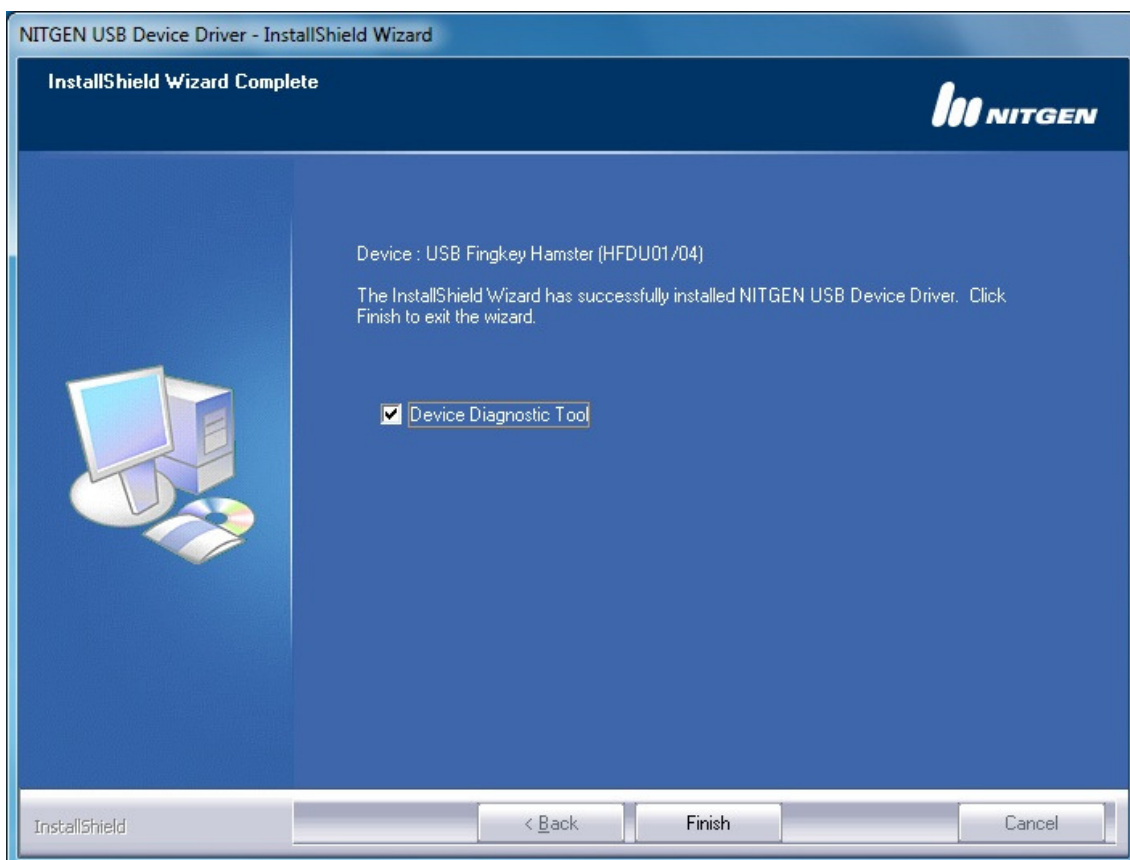 NITGEN USB Device Driver - InstallShield Wizard
InstallShield Wizard Complete
NITGEN
Device : USB Fingkey Hamster (HFDU01/04)
The InstallShield Wizard has successfully installed NITGEN USB Device Driver. Click
Finish to exit the wizard.
Device Diagnostic Tool
InstallShield
< Back
Finish
Cancel